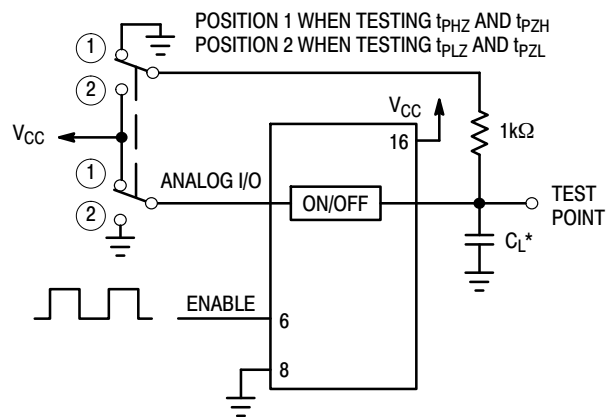 POSITION 1 WHEN TESTING tPHZ AND tPZH
POSITION 2 WHEN TESTING tPLZ AND tPZL
1
2
VCC
VCC
16
1kΩ
1
ANALOG I/O
ON/OFF
TEST
POINT
2
CL*
ENABLE
6
8